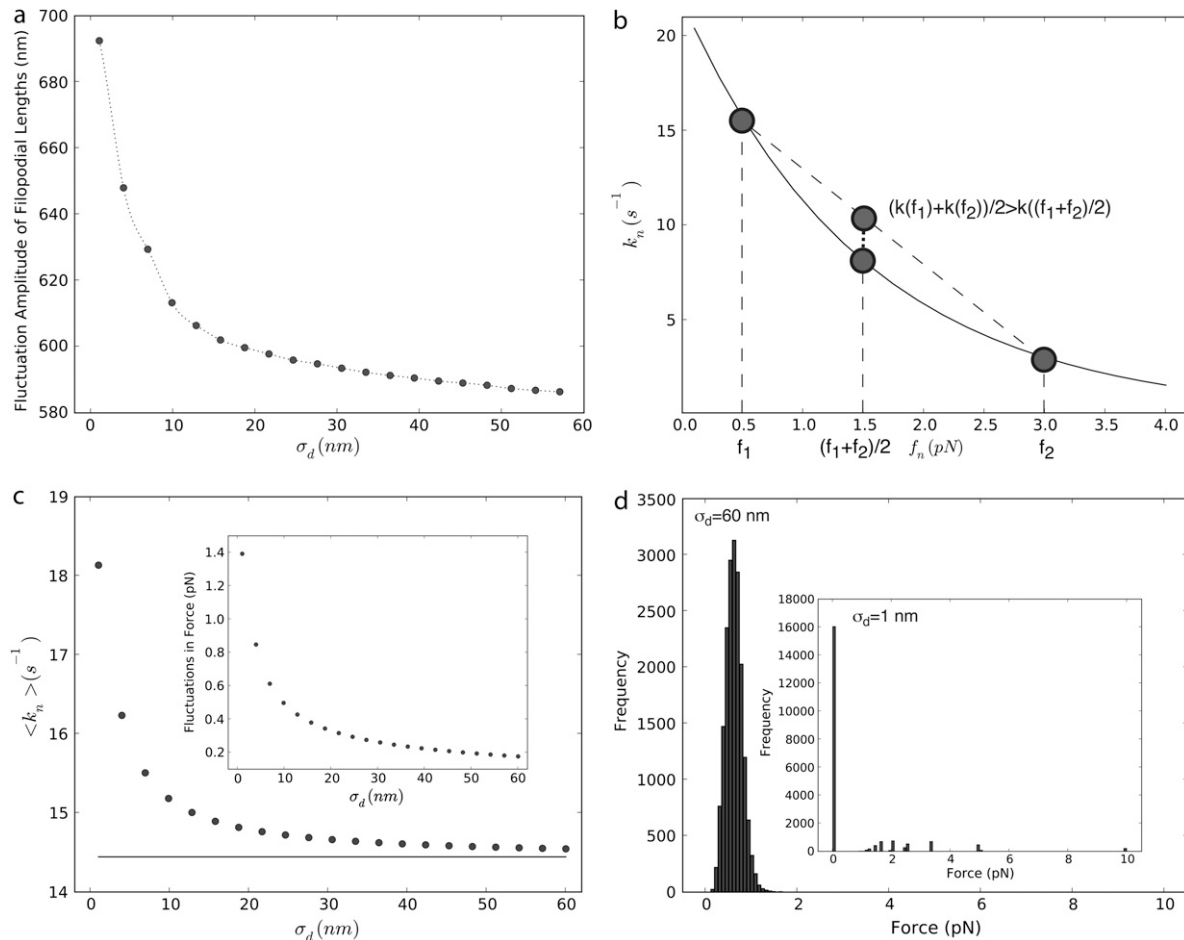 a
Fluctuation Amplitude of Filopodial Lengths (nm)
700
680
660
640
620
600
580
0 10 20 30 40 50 60
σd(nm)
b
kn(s−1)
20
15
10
5
(k(f1)+k(f2))/2>k((f1+f2)/2)
0.0 0.5 1.0 1.5 2.0 2.5 3.0 3.5 4.0
f1 (f1+f2)/2 fn(pN) f2
c
<kn>(s−1)
19
18
17
16
15
14
0 10 20 30 40 50 60
σd(nm)
Fluctuations in Force (pN)
1.4
1.2
1.0
0.8
0.6
0.4
0.2
0 10 20 30 40 50 60
σd(nm)
d
σd=60 nm
Frequency
3500
3000
2500
2000
1500
1000
500
0
0 2 4 6 8 10
Force (pN)
σd=1 nm
Frequency
18000
16000
14000
12000
10000
8000
6000
4000
2000
0
0 2 4 6 8 10
Force (pN)